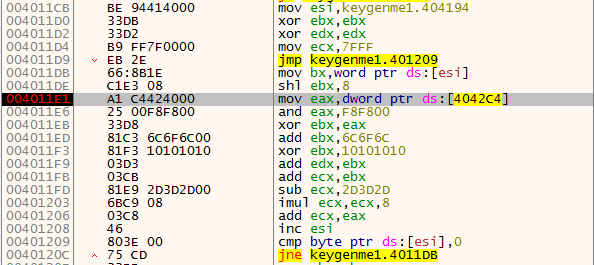 004011CB BE 94414000 mov esi,keygenme1.404194
004011D0 33DB xor ebx,ebx
004011D2 33D2 xor edx,edx
004011D4 B9 FF7F0000 mov ecx,7FFF
004011D9 EB 2E jmp keygenme1.401209
004011DB 66:8B1E mov bx,word ptr ds:[esi]
004011DE C1E3 08 shl ebx,8
004011E1 A1 C4424000 mov eax,dword ptr ds:[4042C4]
004011E6 25 00F8F800 and eax,F8F800
004011EB 33D8 xor ebx,eax
004011ED 81C3 6C6F6C00 add ebx,6C6F6C
004011F3 81F3 10101010 xor ebx,10101010
004011F9 03D3 add edx,ebx
004011FB 03CB add ecx,ebx
004011FD 81E9 2D3D2D00 sub ecx,2D3D2D
00401203 6BC9 08 imul ecx,ecx,8
00401206 03C8 add ecx,eax
00401208 46 inc esi
00401209 803E 00 cmp byte ptr ds:[esi],0
0040120C 75 CD jne keygenme1.4011DB